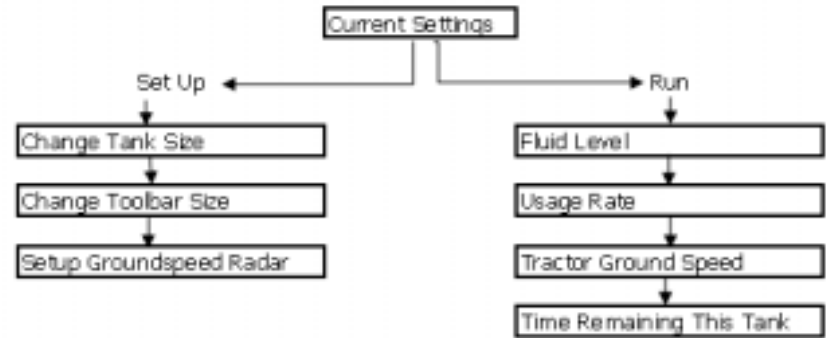 Current Settings
Set Up
Run
Change Tank Size
Fluid Level
Change Toolbar Size
Usage Rate
Setup Groundspeed Radar
Tractor Ground Speed
Time Remaining This Tank